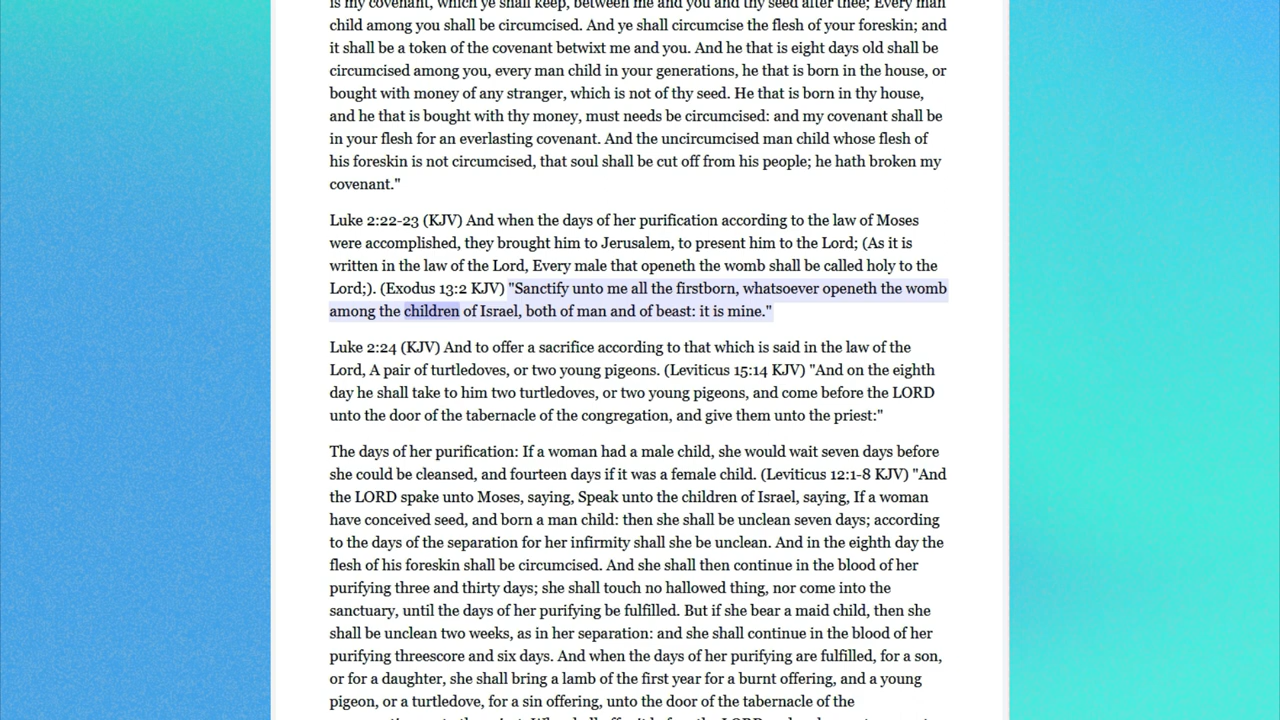 is my covenant, which ye shall keep, between me and you and thy seed after thee; Every man
child among you shall be circumcised. And ye shall circumcise the flesh of your foreskin; and
it shall be a token of the covenant betwixt me and you. And he that is eight days old shall be
circumcised among you, every man child in your generations, he that is born in the house, or
bought with money of any stranger, which is not of thy seed. He that is born in thy house,
and he that is bought with thy money, must needs be circumcised: and my covenant shall be
in your flesh for an everlasting covenant. And the uncircumcised man child whose flesh of
his foreskin is not circumcised, that soul shall be cut off from his people; he hath broken my
covenant."
Luke 2:22-23 (KJV) And when the days of her purification according to the law of Moses
were accomplished, they brought him to Jerusalem, to present him to the Lord; (As it is
written in the law of the Lord, Every male that openeth the womb shall be called holy to the
Lord;). (Exodus 13:2 KJV) "Sanctify unto me all the firstborn, whatsoever openeth the womb
among the children of Israel, both of man and of beast: it is mine."
Luke 2:24 (KJV) And to offer a sacrifice according to that which is said in the law of the
Lord, A pair of turtledoves, or two young pigeons. (Leviticus 15:14 KJV) "And on the eighth
day he shall take to him two turtledoves, or two young pigeons, and come before the LORD
unto the door of the tabernacle of the congregation, and give them unto the priest:"
The days of her purification: If a woman had a male child, she would wait seven days before
she could be cleansed, and fourteen days if it was a female child. (Leviticus 12:1-8 KJV) "And
the LORD spake unto Moses, saying, Speak unto the children of Israel, saying, If a woman
have conceived seed, and born a man child: then she shall be unclean seven days; according
to the days of the separation for her infirmity shall she be unclean. And in the eighth day the
flesh of his foreskin shall be circumcised. And she shall then continue in the blood of her
purifying three and thirty days; she shall touch no hallowed thing, nor come into the
sanctuary, until the days of her purifying be fulfilled. But if she bear a maid child, then she
shall be unclean two weeks, as in her separation: and she shall continue in the blood of her
purifying threescore and six days. And when the days of her purifying are fulfilled, for a son,
or for a daughter, she shall bring a lamb of the first year for a burnt offering, and a young
pigeon, or a turtledove, for a sin offering, unto the door of the tabernacle of the